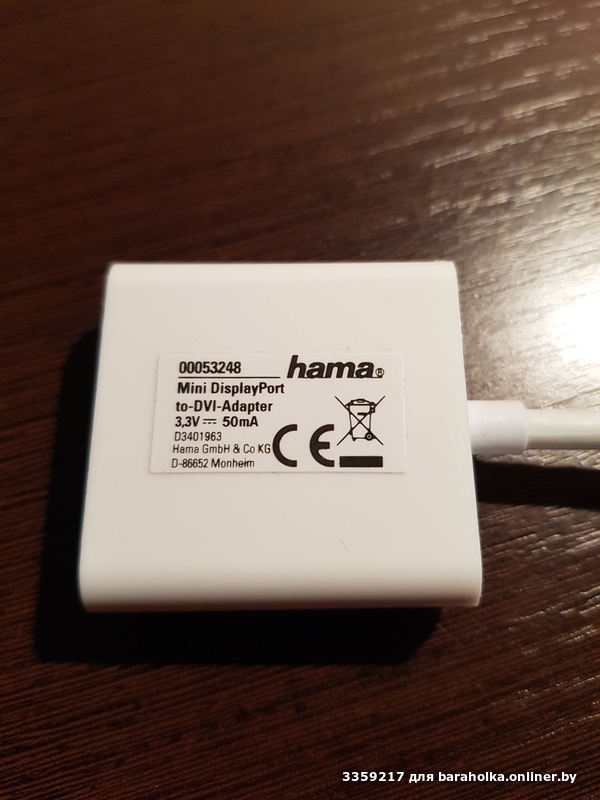 00053248 hama®
Mini DisplayPort
to-DVI-Adapter
3,3V ⎓ 50mA
D3401963
Hama GmbH & Co KG
D-86652 Monheim
CE
3359217 для baraholka.onliner.by